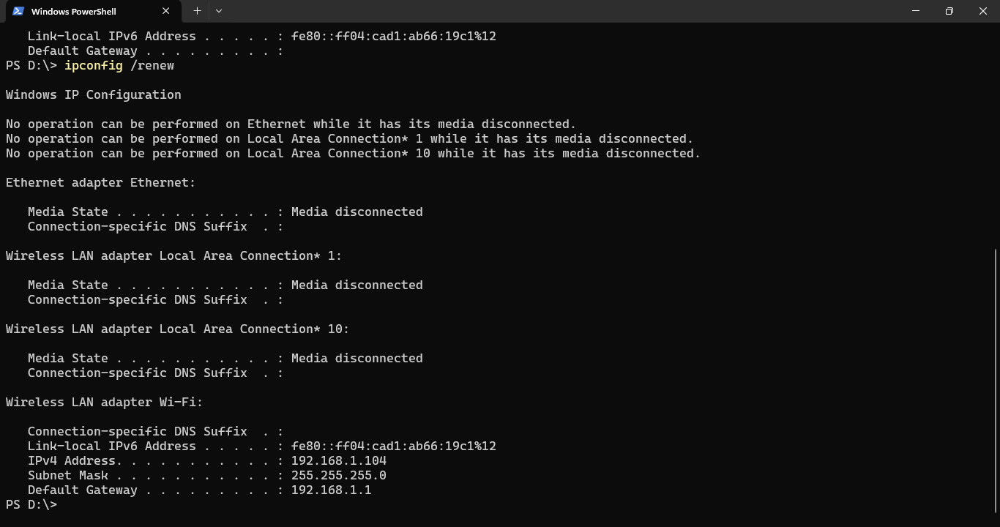 Windows PowerShell
   Link-local IPv6 Address . . . . . : fe80::ff04:cad1:ab66:19c1%12
   Default Gateway . . . . . . . . . :
PS D:\> ipconfig /renew

Windows IP Configuration

No operation can be performed on Ethernet while it has its media disconnected.
No operation can be performed on Local Area Connection* 1 while it has its media disconnected.
No operation can be performed on Local Area Connection* 10 while it has its media disconnected.

Ethernet adapter Ethernet:

   Media State . . . . . . . . . . . : Media disconnected
   Connection-specific DNS Suffix  . :

Wireless LAN adapter Local Area Connection* 1:

   Media State . . . . . . . . . . . : Media disconnected
   Connection-specific DNS Suffix  . :

Wireless LAN adapter Local Area Connection* 10:

   Media State . . . . . . . . . . . : Media disconnected
   Connection-specific DNS Suffix  . :

Wireless LAN adapter Wi-Fi:

   Connection-specific DNS Suffix  . :
   Link-local IPv6 Address . . . . . : fe80::ff04:cad1:ab66:19c1%12
   IPv4 Address. . . . . . . . . . . : 192.168.1.104
   Subnet Mask . . . . . . . . . . . : 255.255.255.0
   Default Gateway . . . . . . . . . : 192.168.1.1
PS D:\>